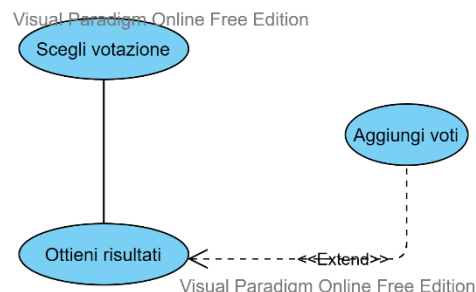 Visual Paradigm Online Free Edition
Scegli votazione
Aggiungi voti
Ottieni risultati
<<Extend>>
Visual Paradigm Online Free Edition